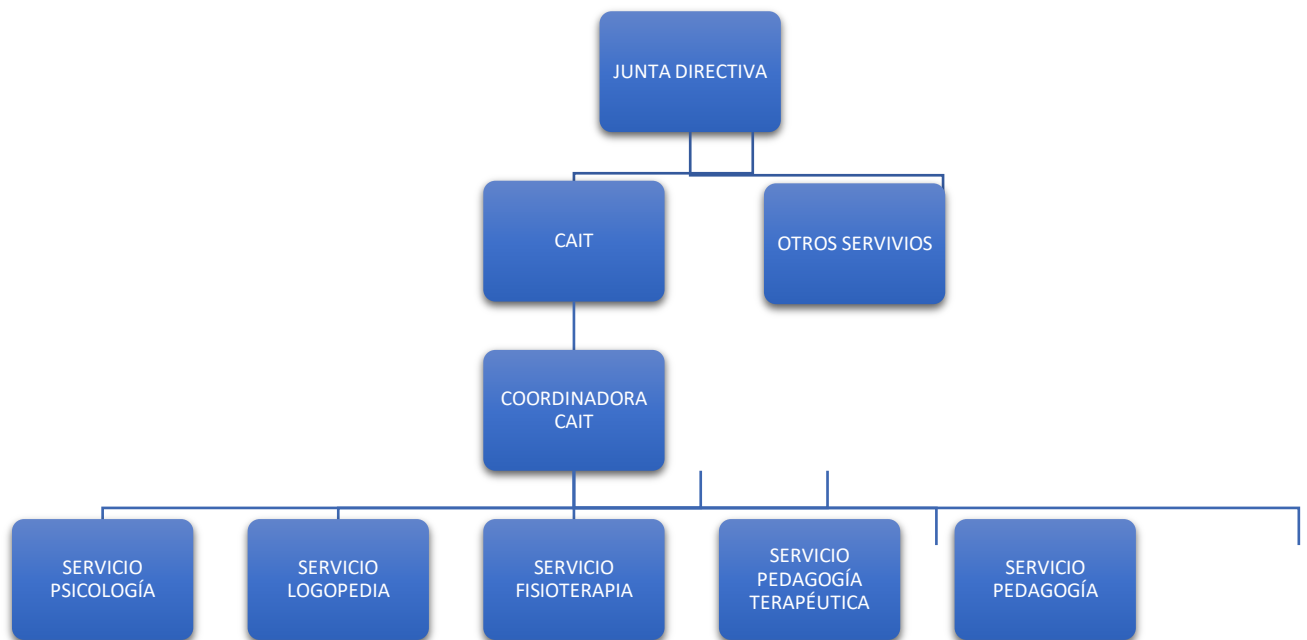 JUNTA DIRECTIVA
CAIT
OTROS SERVIVIOS
COORDINADORA
CAIT
SERVICIO
PSICOLOGÍA
SERVICIO
LOGOPEDIA
SERVICIO
FISIOTERAPIA
SERVICIO
PEDAGOGÍA
TERAPÉUTICA
SERVICIO
PEDAGOGÍA